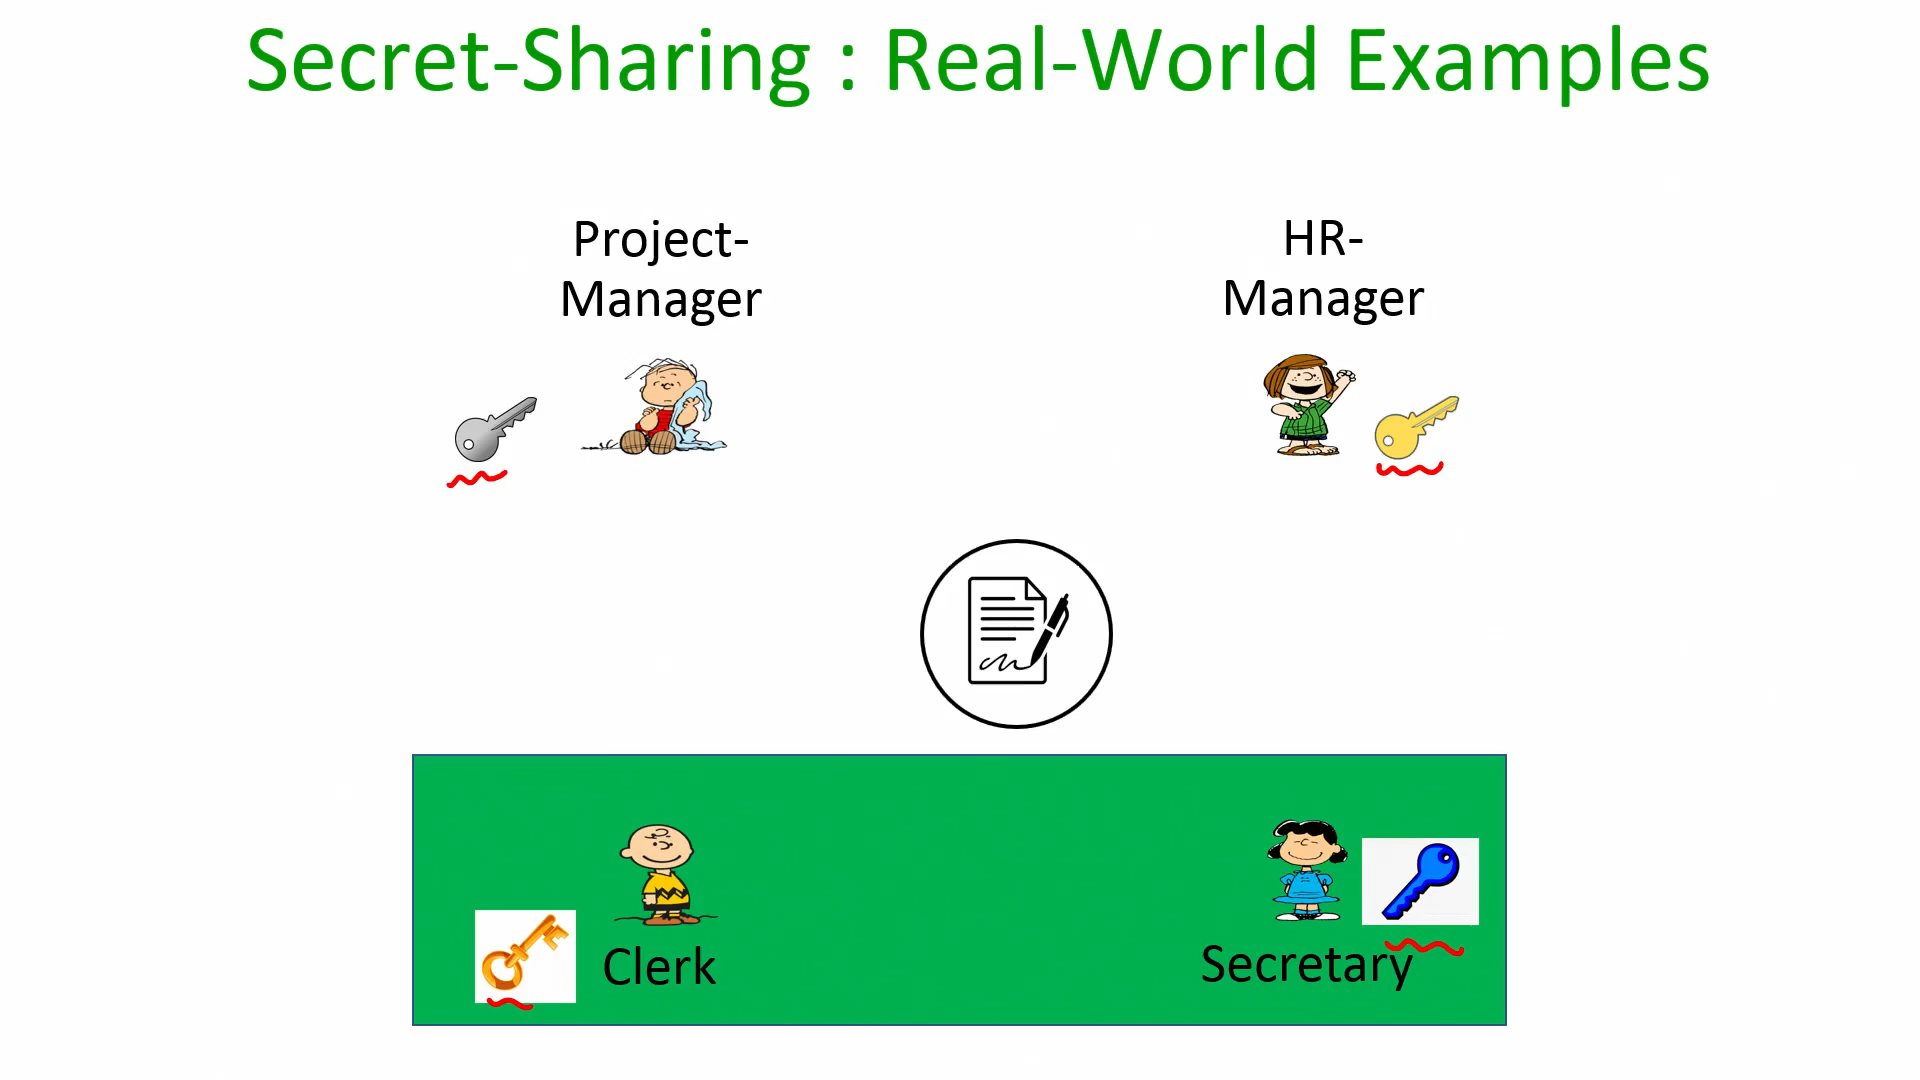 Secret-Sharing : Real-World Examples
Project-
Manager
HR-
Manager
Clerk
Secretary